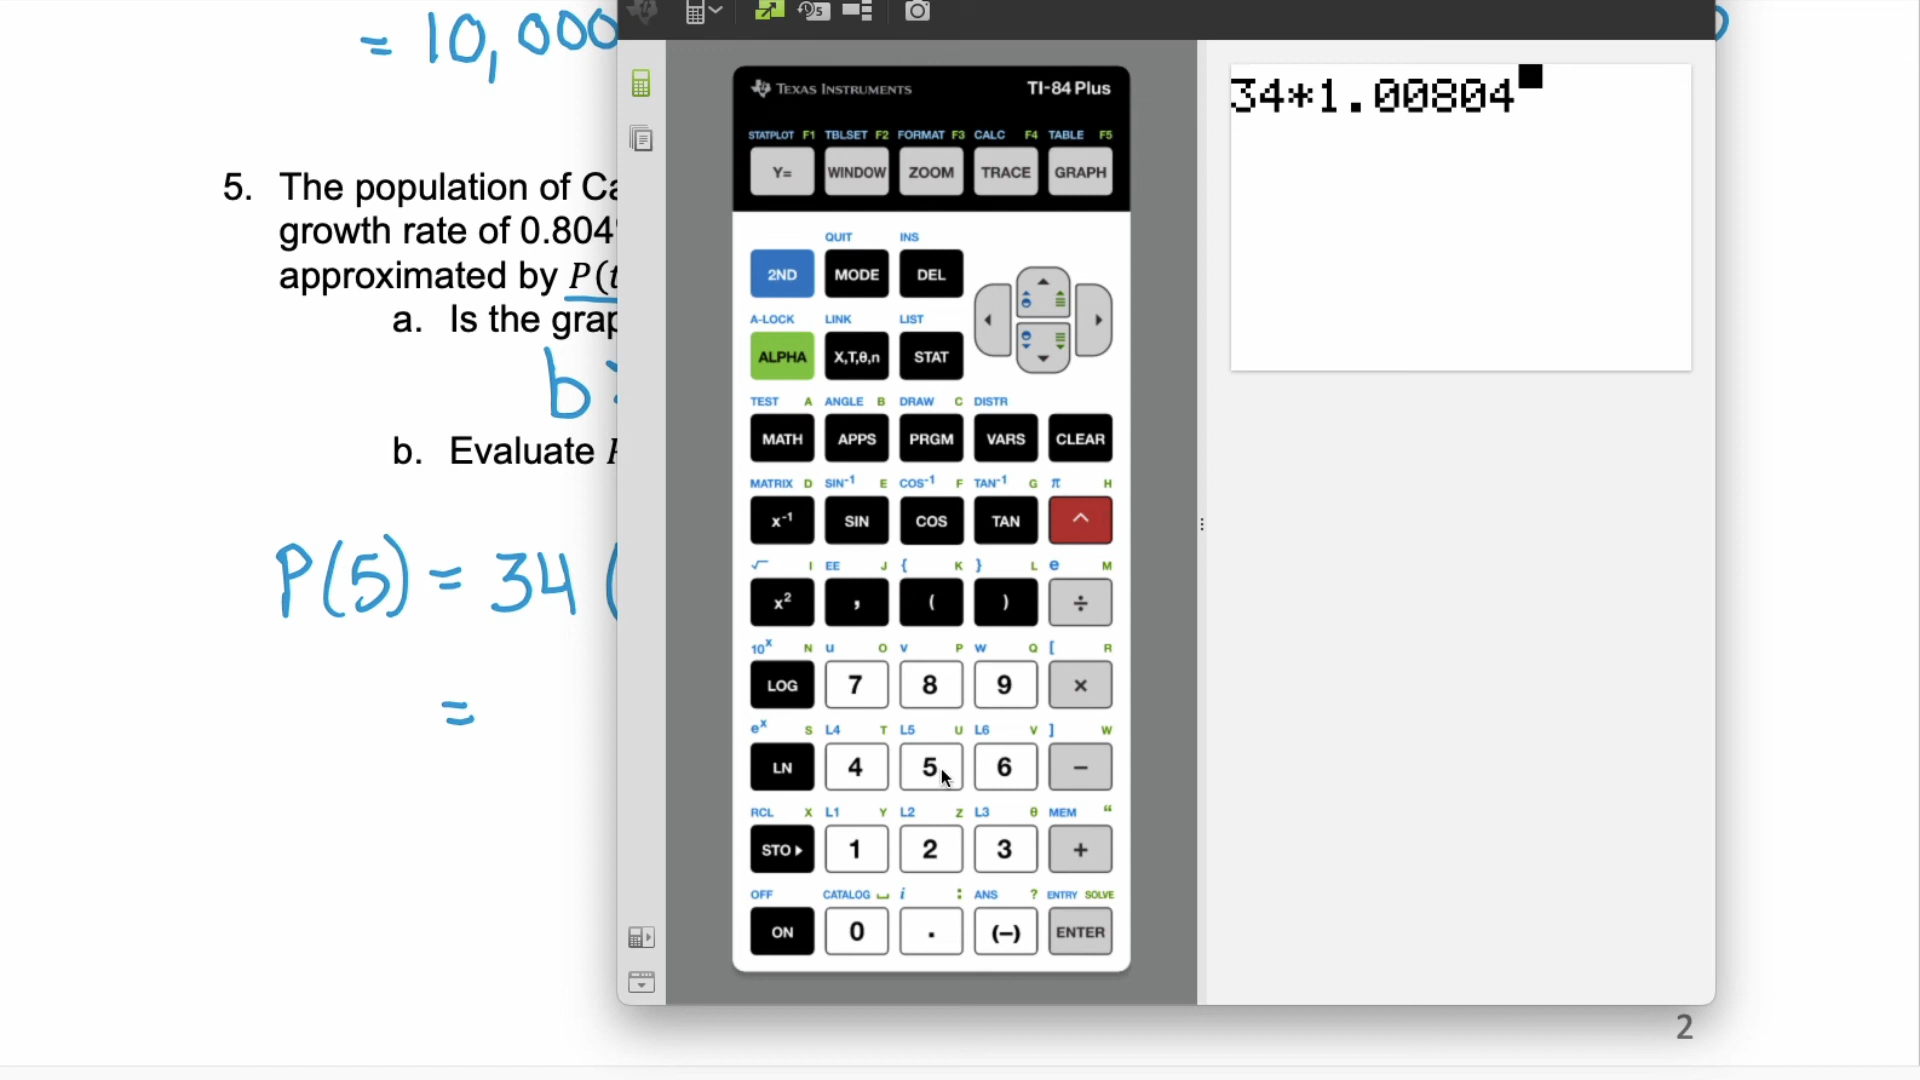 = 10,000
5. The population of Ca
growth rate of 0.804
approximated by P(t
a. Is the grap
b
b. Evaluate
P(5) = 34 (
=
TEXAS INSTRUMENTS TI-84 Plus
STATPLOT F1 TBLSET F2 FORMAT F3 CALC F4 TABLE F5
Y= WINDOW ZOOM TRACE GRAPH
QUIT INS
2ND MODE DEL
A-LOCK LINK LIST
ALPHA X,T,θ,n STAT
TEST A ANGLE B DRAW C DISTR
MATH APPS PRGM VARS CLEAR
MATRIX D SIN⁻¹ E COS⁻¹ F TAN⁻¹ G π H
x⁻¹ SIN COS TAN ^
√ I EE J { K } L e M
x² , ( ) ÷
10ˣ N u O v P w Q [ R
LOG 7 8 9 ×
eˣ S L4 T L5 U L6 V ] W
LN 4 5 6 −
RCL X L1 Y L2 Z L3 θ MEM “
STO▸ 1 2 3 +
OFF CATALOG ⎵ i : ANS ? ENTRY SOLVE
ON 0 . (−) ENTER
34*1.00804
2